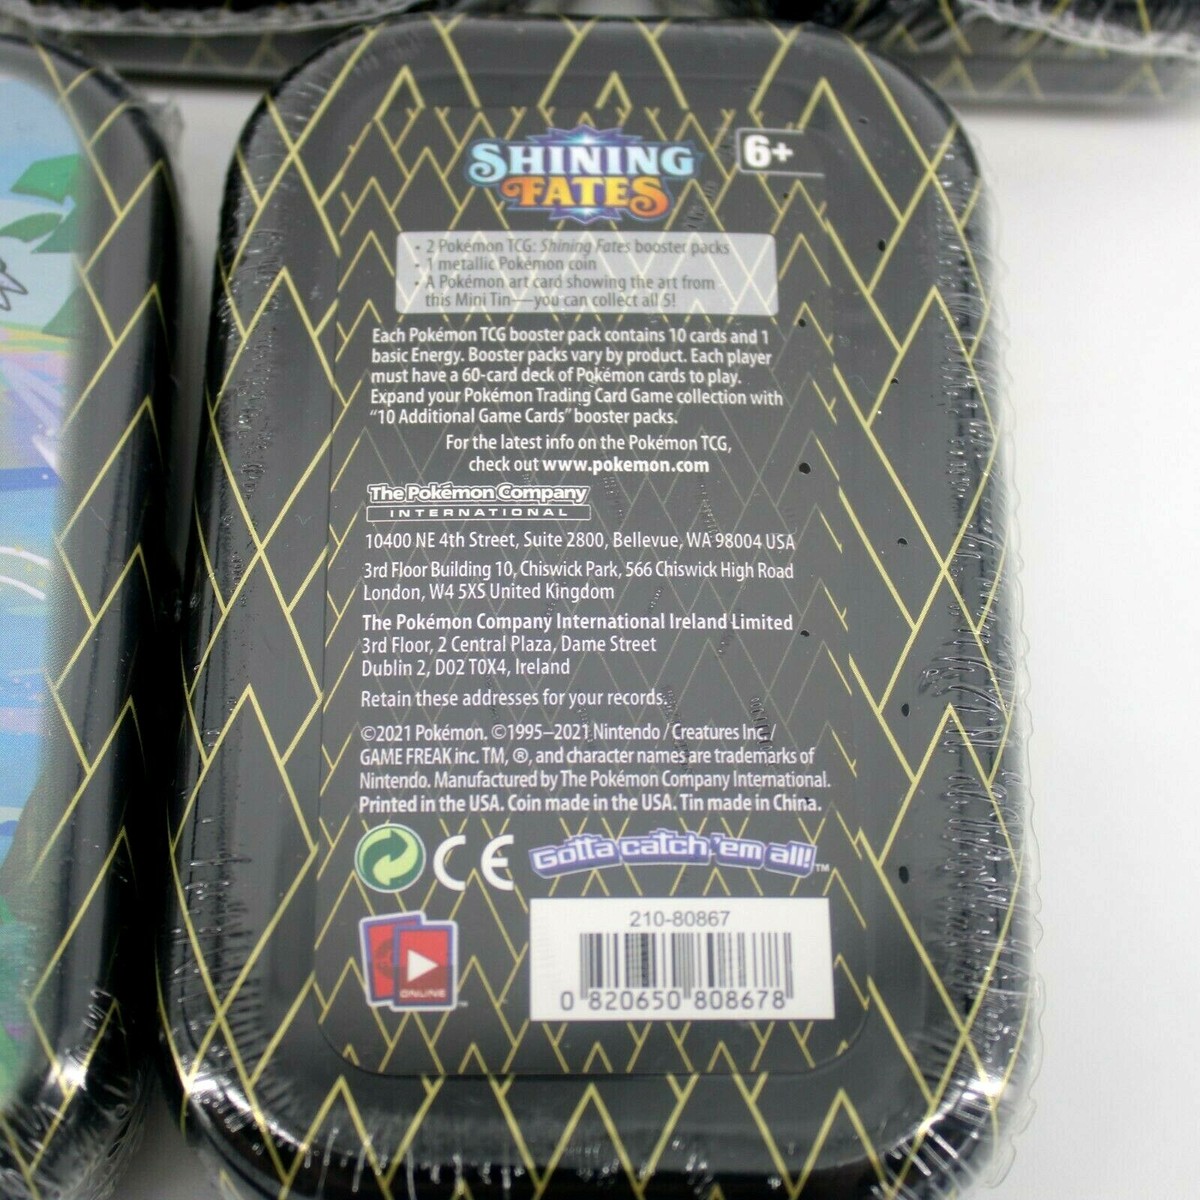 SHINING
FATES
6+
• 2 Pokémon TCG: Shining Fates booster packs
• 1 metallic Pokémon coin
• A Pokémon art card showing the art from
this Mini Tin—you can collect all 5!
Each Pokémon TCG booster pack contains 10 cards and 1
basic Energy. Booster packs vary by product. Each player
must have a 60-card deck of Pokémon cards to play.
Expand your Pokémon Trading Card Game collection with
“10 Additional Game Cards” booster packs.
For the latest info on the Pokémon TCG,
check out www.pokemon.com
The Pokémon Company
INTERNATIONAL
10400 NE 4th Street, Suite 2800, Bellevue, WA 98004 USA
3rd Floor Building 10, Chiswick Park, 566 Chiswick High Road
London, W4 5XS United Kingdom
The Pokémon Company International Ireland Limited
3rd Floor, 2 Central Plaza, Dame Street
Dublin 2, D02 T0X4, Ireland
Retain these addresses for your records.
©2021 Pokémon. ©1995–2021 Nintendo / Creatures Inc. /
GAME FREAK inc. TM, ®, and character names are trademarks of
Nintendo. Manufactured by The Pokémon Company International.
Printed in the USA. Coin made in the USA. Tin made in China.
CE Gotta catch 'em all!™
ONLINE™
210-80867
0 820650 808678